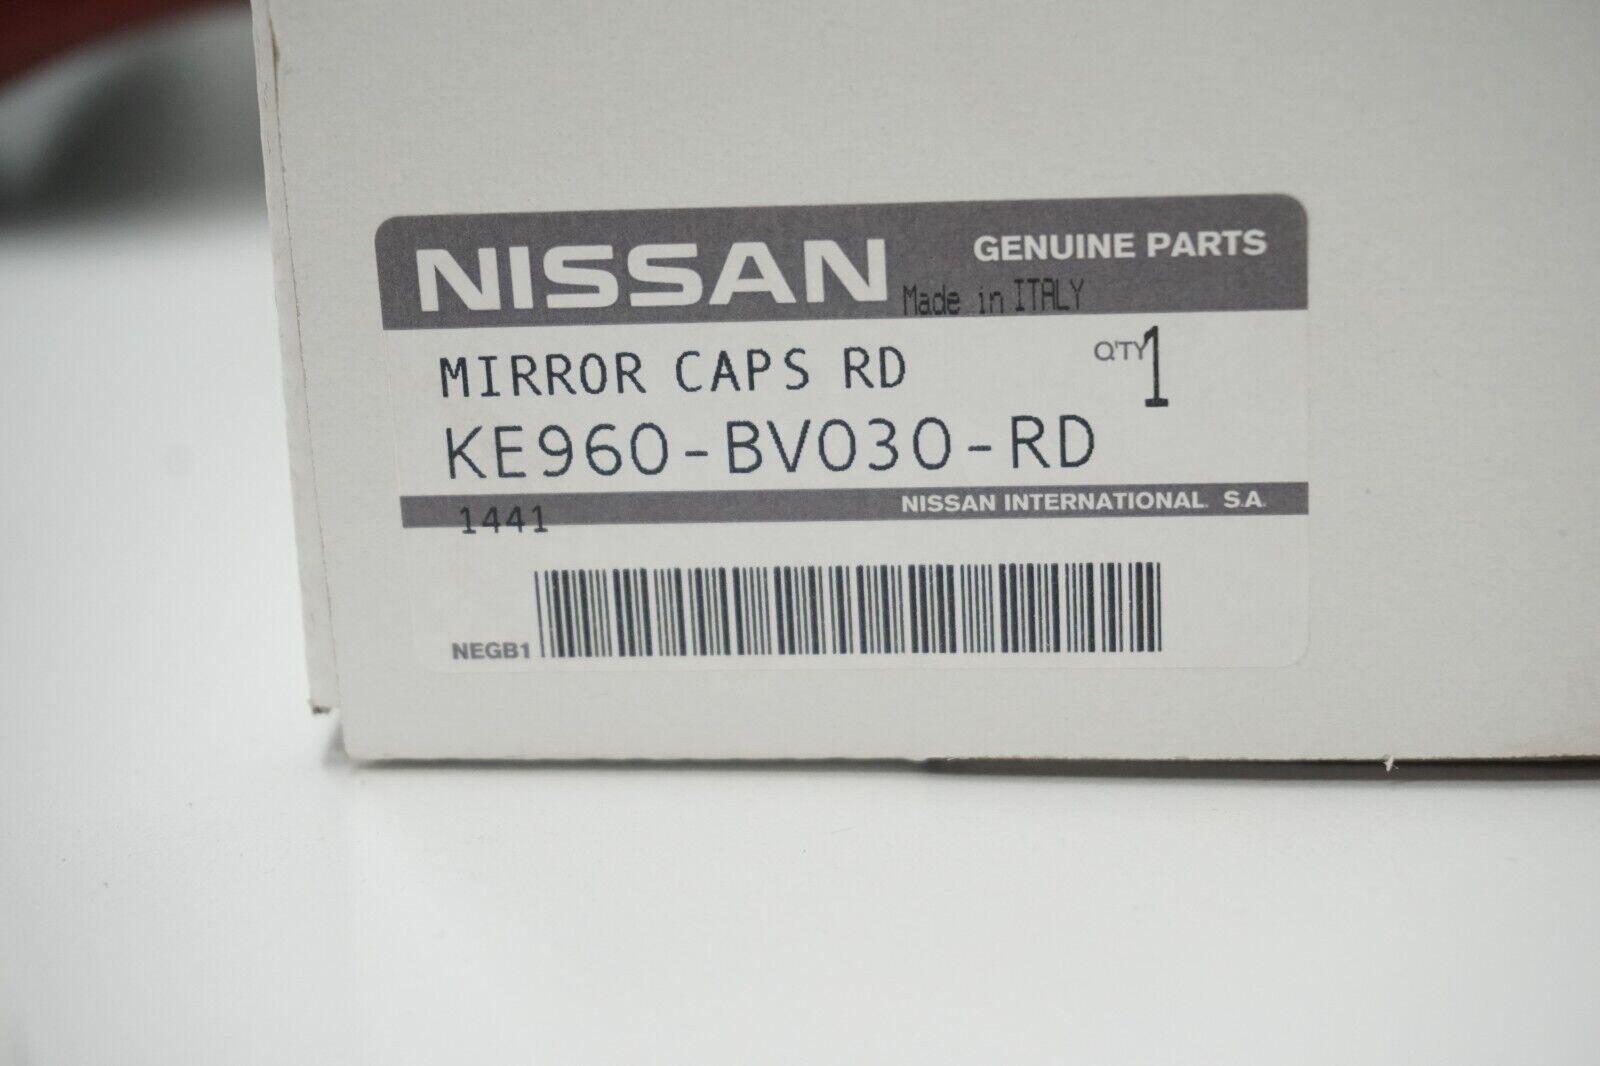 NISSAN
GENUINE PARTS
Made in ITALY
MIRROR CAPS RD
Q'TY 1
KE960-BV030-RD
NISSAN INTERNATIONAL S.A.
1441
NEGB1